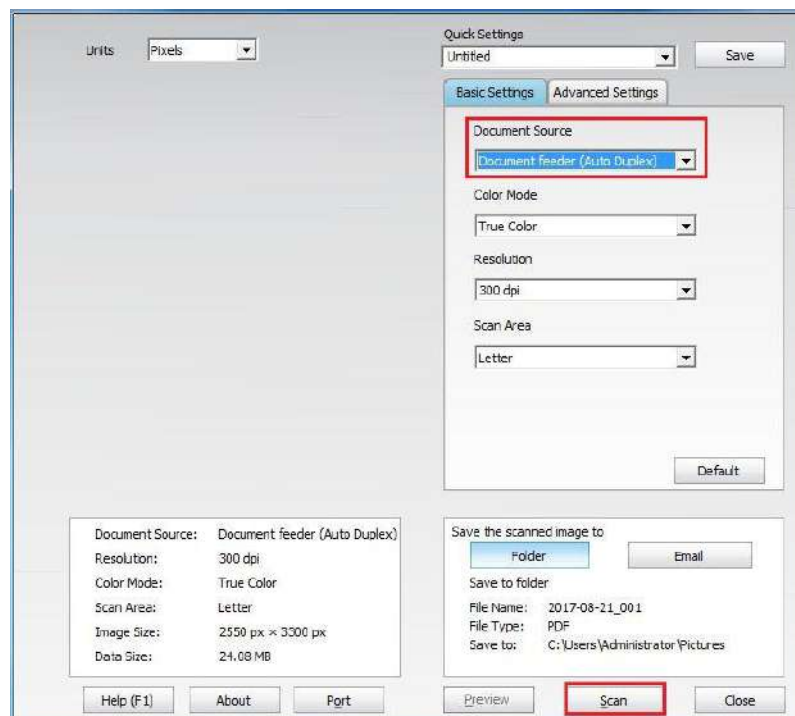 Units Pixels
Quick Settings
Untitled Save
Basic Settings Advanced Settings
Document Source
Document feeder (Auto Duplex)
Color Mode
True Color
Resolution
300 dpi
Scan Area
Letter
Default
Document Source: Document feeder (Auto Duplex)
Resolution: 300 dpi
Color Mode: True Color
Scan Area: Letter
Image Size: 2550 px × 3300 px
Data Size: 24.08 MB
Save the scanned image to
Folder Email
Save to folder
File Name: 2017-08-21_001
File Type: PDF
Save to: C:\Users\Administrator\Pictures
Help (F1) About Port Preview Scan Close